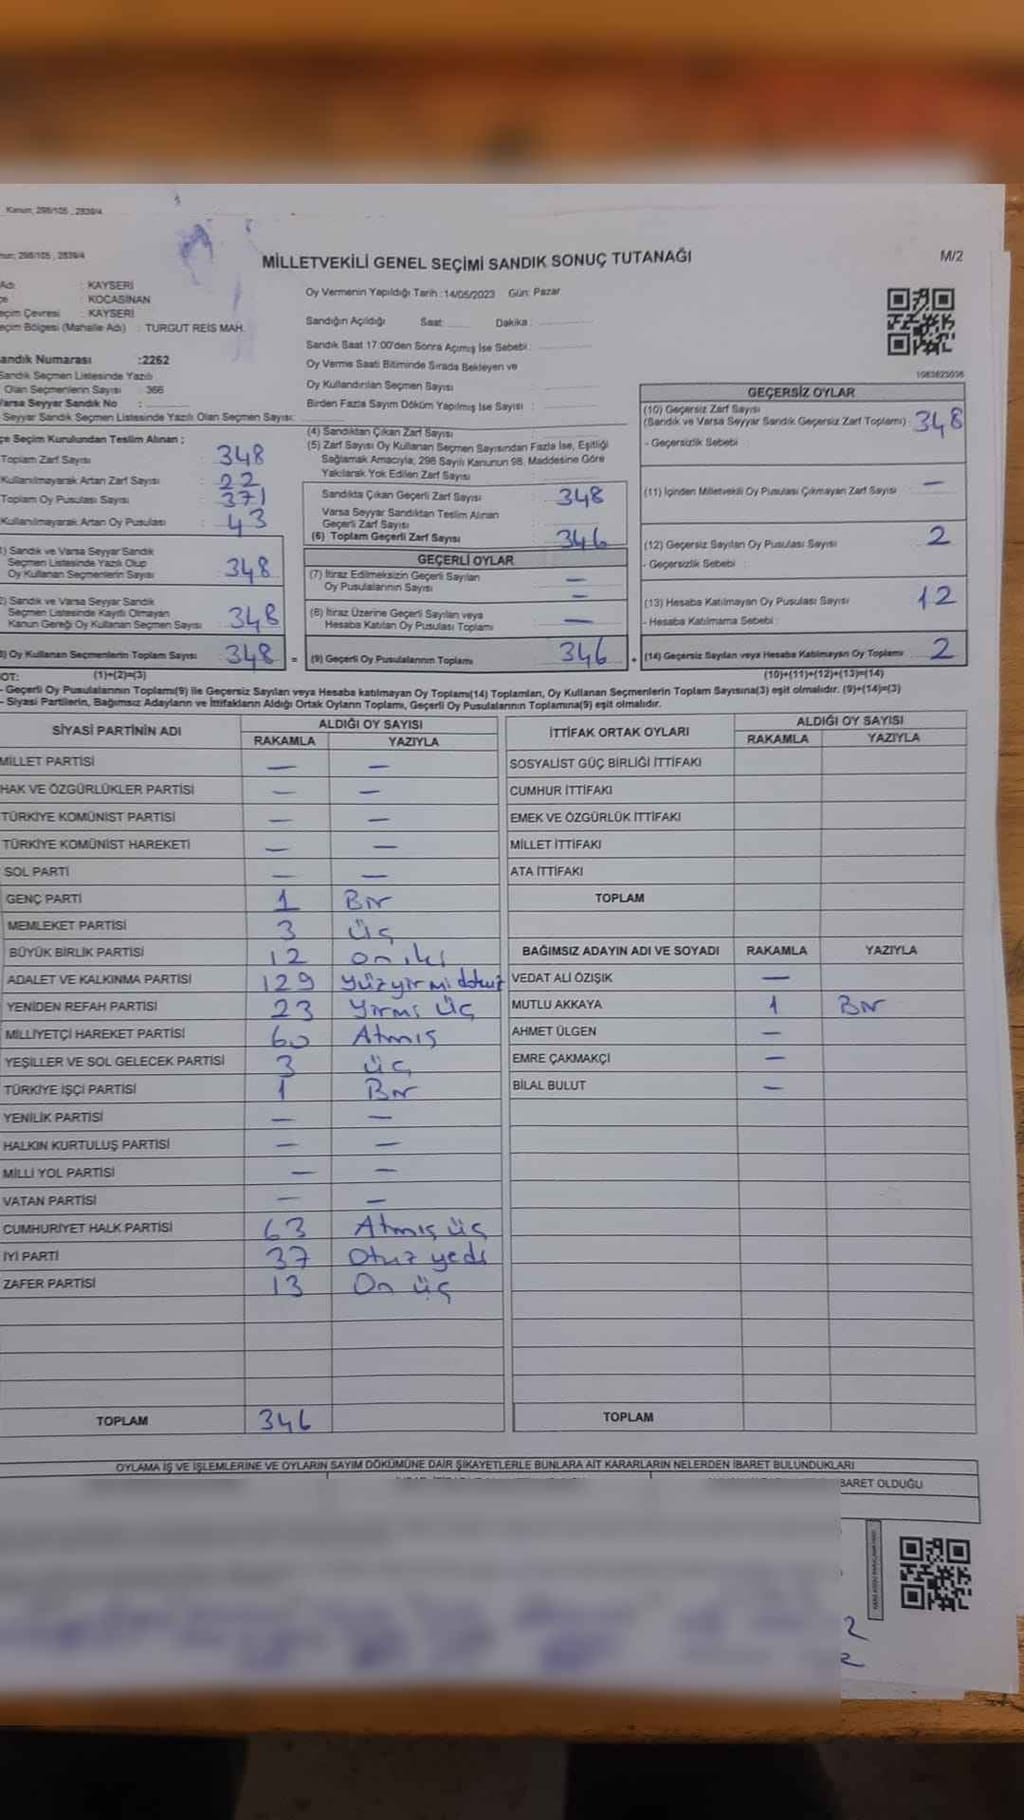 Kanun; 298/105 , 2839/4
298/105 , 2839/4
MİLLETVEKİLİ GENEL SEÇİMİ SANDIK SONUÇ TUTANAĞI
M/2
Adı : KAYSERİ
çe : KOCASİNAN
eçim Çevresi : KAYSERİ
eçim Bölgesi (Mahalle Adı) : TURGUT REİS MAH.
andık Numarası :2262
Sandık Seçmen Listesinde Yazılı
Olan Seçmenlerin Sayısı : 366
Varsa Seyyar Sandık No :
Seyyar Sandık Seçmen Listesinde Yazılı Olan Seçmen Sayısı:
çe Seçim Kurulundan Teslim Alınan ;
Toplam Zarf Sayısı : 348
Kullanılmayarak Artan Zarf Sayısı : 22
Toplam Oy Pusulası Sayısı : 371
Kullanılmayarak Artan Oy Pusulası : 43
) Sandık ve Varsa Seyyar Sandık
Seçmen Listesinde Yazılı Olup
Oy Kullanan Seçmenlerin Sayısı 348
) Sandık ve Varsa Seyyar Sandık
Seçmen Listesinde Kayıtlı Olmayan
Kanun Gereği Oy Kullanan Seçmen Sayısı 348
) Oy Kullanan Seçmenlerin Toplam Sayısı 348 =
(1)+(2)=(3)
Oy Vermenin Yapıldığı Tarih :14/05/2023 Gün: Pazar
Sandığın Açıldığı Saat: Dakika :
Sandık Saat 17:00'den Sonra Açımış İse Sebebi :
Oy Verme Saati Bitiminde Sırada Bekleyen ve
Oy Kullandırılan Seçmen Sayısı :
Birden Fazla Sayım Döküm Yapılmış İse Sayısı :
(4) Sandıktan Çıkan Zarf Sayısı :
(5) Zarf Sayısı Oy Kullanan Seçmen Sayısından Fazla İse, Eşitliği
Sağlamak Amacıyla; 298 Sayılı Kanunun 98. Maddesine Göre
Yakılarak Yok Edilen Zarf Sayısı :
Sandıkta Çıkan Geçerli Zarf Sayısı : 348
Varsa Seyyar Sandıktan Teslim Alınan
Geçerli Zarf Sayısı
(6) Toplam Geçerli Zarf Sayısı : 346
GEÇERLİ OYLAR
(7) İtiraz Edilmeksizin Geçerli Sayılan
Oy Pusulalarının Sayısı : —
—
(8) İtiraz Üzerine Geçerli Sayılan veya
Hesaba Katılan Oy Pusulası Toplamı : —
(9) Geçerli Oy Pusulalarının Toplamı 346 +
1083623036
GEÇERSİZ OYLAR
(10) Geçersiz Zarf Sayısı
(Sandık ve Varsa Seyyar Sandık Geçersiz Zarf Toplamı) : 348
- Geçersizlik Sebebi :
(11) İçinden Milletvekili Oy Pusulası Çıkmayan Zarf Sayısı : —
(12) Geçersiz Sayılan Oy Pusulası Sayısı : 2
- Geçersizlik Sebebi :
(13) Hesaba Katılmayan Oy Pusulası Sayısı : 12
- Hesaba Katılmama Sebebi :
(14) Geçersiz Sayılan veya Hesaba Katılmayan Oy Toplamı 2
(10)+(11)+(12)+(13)=(14)
OT:
- Geçerli Oy Pusulalarının Toplamı(9) ile Geçersiz Sayılan veya Hesaba katılmayan Oy Toplamı(14) Toplamları, Oy Kullanan Seçmenlerin Toplam Sayısına(3) eşit olmalıdır. (9)+(14)=(3)
- Siyasi Partilerin, Bağımsız Adayların ve İttifakların Aldığı Ortak Oyların Toplamı, Geçerli Oy Pusulalarının Toplamına(9) eşit olmalıdır.
SİYASİ PARTİNİN ADI ALDIĞI OY SAYISI
RAKAMLA YAZIYLA
MİLLET PARTİSİ — —
HAK VE ÖZGÜRLÜKLER PARTİSİ — —
TÜRKİYE KOMÜNİST PARTİSİ — —
TÜRKİYE KOMÜNİST HAREKETİ — —
SOL PARTİ — —
GENÇ PARTİ 1 Bir
MEMLEKET PARTİSİ 3 üç
BÜYÜK BİRLİK PARTİSİ 12 on iki
ADALET VE KALKINMA PARTİSİ 129 yüzyirmi dokuz
YENİDEN REFAH PARTİSİ 23 Yirmi üç
MİLLİYETÇİ HAREKET PARTİSİ 60 Atmış
YEŞİLLER VE SOL GELECEK PARTİSİ 3 üç
TÜRKİYE İŞÇİ PARTİSİ 1 Bir
YENİLİK PARTİSİ — —
HALKIN KURTULUŞ PARTİSİ — —
MİLLİ YOL PARTİSİ — —
VATAN PARTİSİ — —
CUMHURİYET HALK PARTİSİ 63 Atmış üç
İYİ PARTİ 37 Otuz yedi
ZAFER PARTİSİ 13 On üç
TOPLAM 346
İTTİFAK ORTAK OYLARI ALDIĞI OY SAYISI
RAKAMLA YAZIYLA
SOSYALİST GÜÇ BİRLİĞİ İTTİFAKI
CUMHUR İTTİFAKI
EMEK VE ÖZGÜRLÜK İTTİFAKI
MİLLET İTTİFAKI
ATA İTTİFAKI
TOPLAM
BAĞIMSIZ ADAYIN ADI VE SOYADI RAKAMLA YAZIYLA
VEDAT ALİ ÖZIŞIK —
MUTLU AKKAYA 1 Bir
AHMET ÜLGEN —
EMRE ÇAKMAKÇI —
BİLAL BULUT —
TOPLAM
OYLAMA İŞ VE İŞLEMLERİNE VE OYLARIN SAYIM DÖKÜMÜNE DAİR ŞİKAYETLERLE BUNLARA AİT KARARLARIN NELERDEN İBARET BULUNDUKLARI
BARET OLDUĞU
2
2